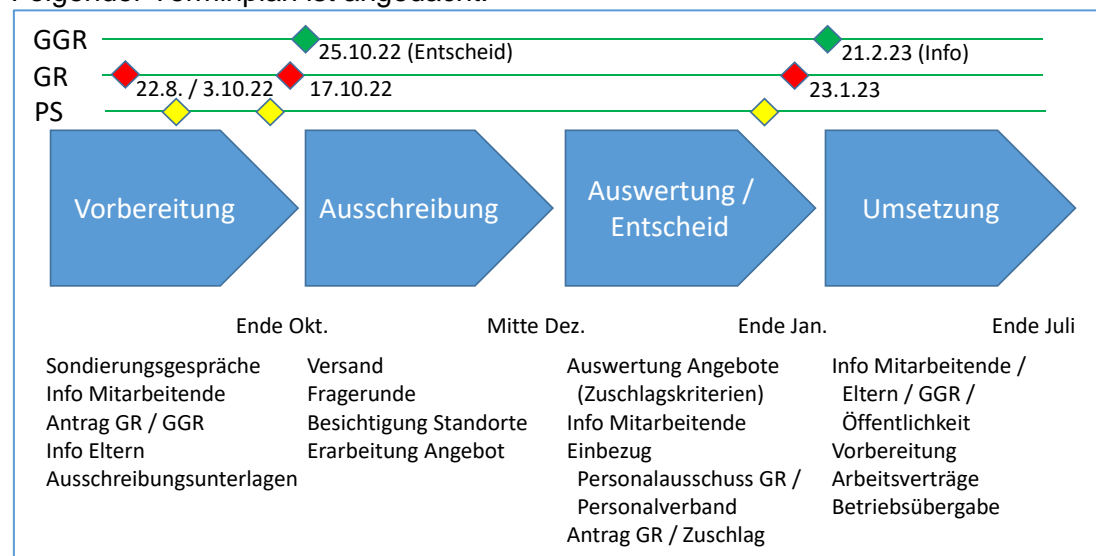 Folgender Terminplan ist angedacht:
GGR
25.10.22 (Entscheid)
21.2.23 (Info)
GR
22.8. / 3.10.22
17.10.22
23.1.23
PS
Vorbereitung
Ausschreibung
Auswertung /
Entscheid
Umsetzung
Ende Okt.
Mitte Dez.
Ende Jan.
Ende Juli
Sondierungsgespräche
Info Mitarbeitende
Antrag GR / GGR
Info Eltern
Ausschreibungsunterlagen
Versand
Fragerunde
Besichtigung Standorte
Erarbeitung Angebot
Auswertung Angebote
(Zuschlagskriterien)
Info Mitarbeitende
Einbezug
Personalausschuss GR /
Personalverband
Antrag GR / Zuschlag
Info Mitarbeitende /
Eltern / GGR /
Öffentlichkeit
Vorbereitung
Arbeitsverträge
Betriebsübergabe